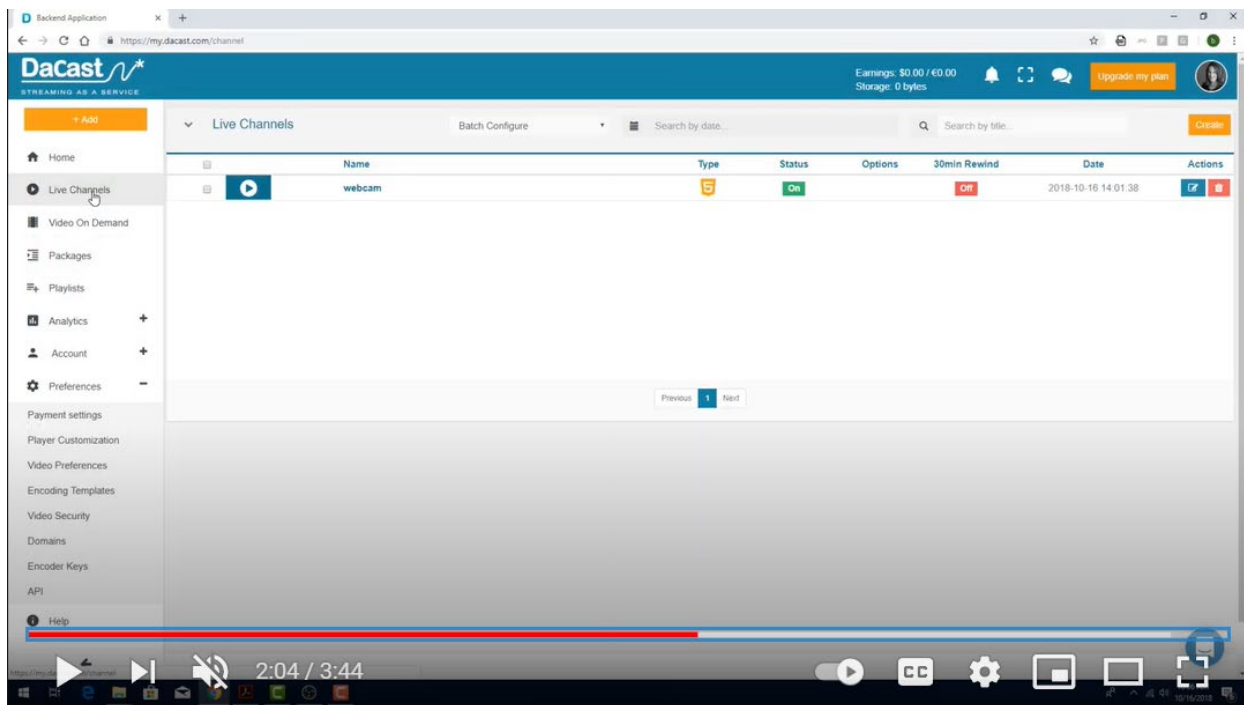 Backend Application
https://my.dacast.com/channel
DaCast
STREAMING AS A SERVICE
Earnings: $0.00 / €0.00
Storage: 0 bytes
Upgrade my plan
+ Add
Live Channels
Batch Configure
Search by date...
Search by title...
Create
Name Type Status Options 30min Rewind Date Actions
webcam 5 On Off 2018-10-16 14:01:38
Home
Live Channels
Video On Demand
Packages
Playlists
Analytics +
Account +
Preferences -
Payment settings
Player Customization
Video Preferences
Encoding Templates
Video Security
Domains
Encoder Keys
API
Help
Previous 1 Next
2:04 / 3:44
CC
10/16/2018